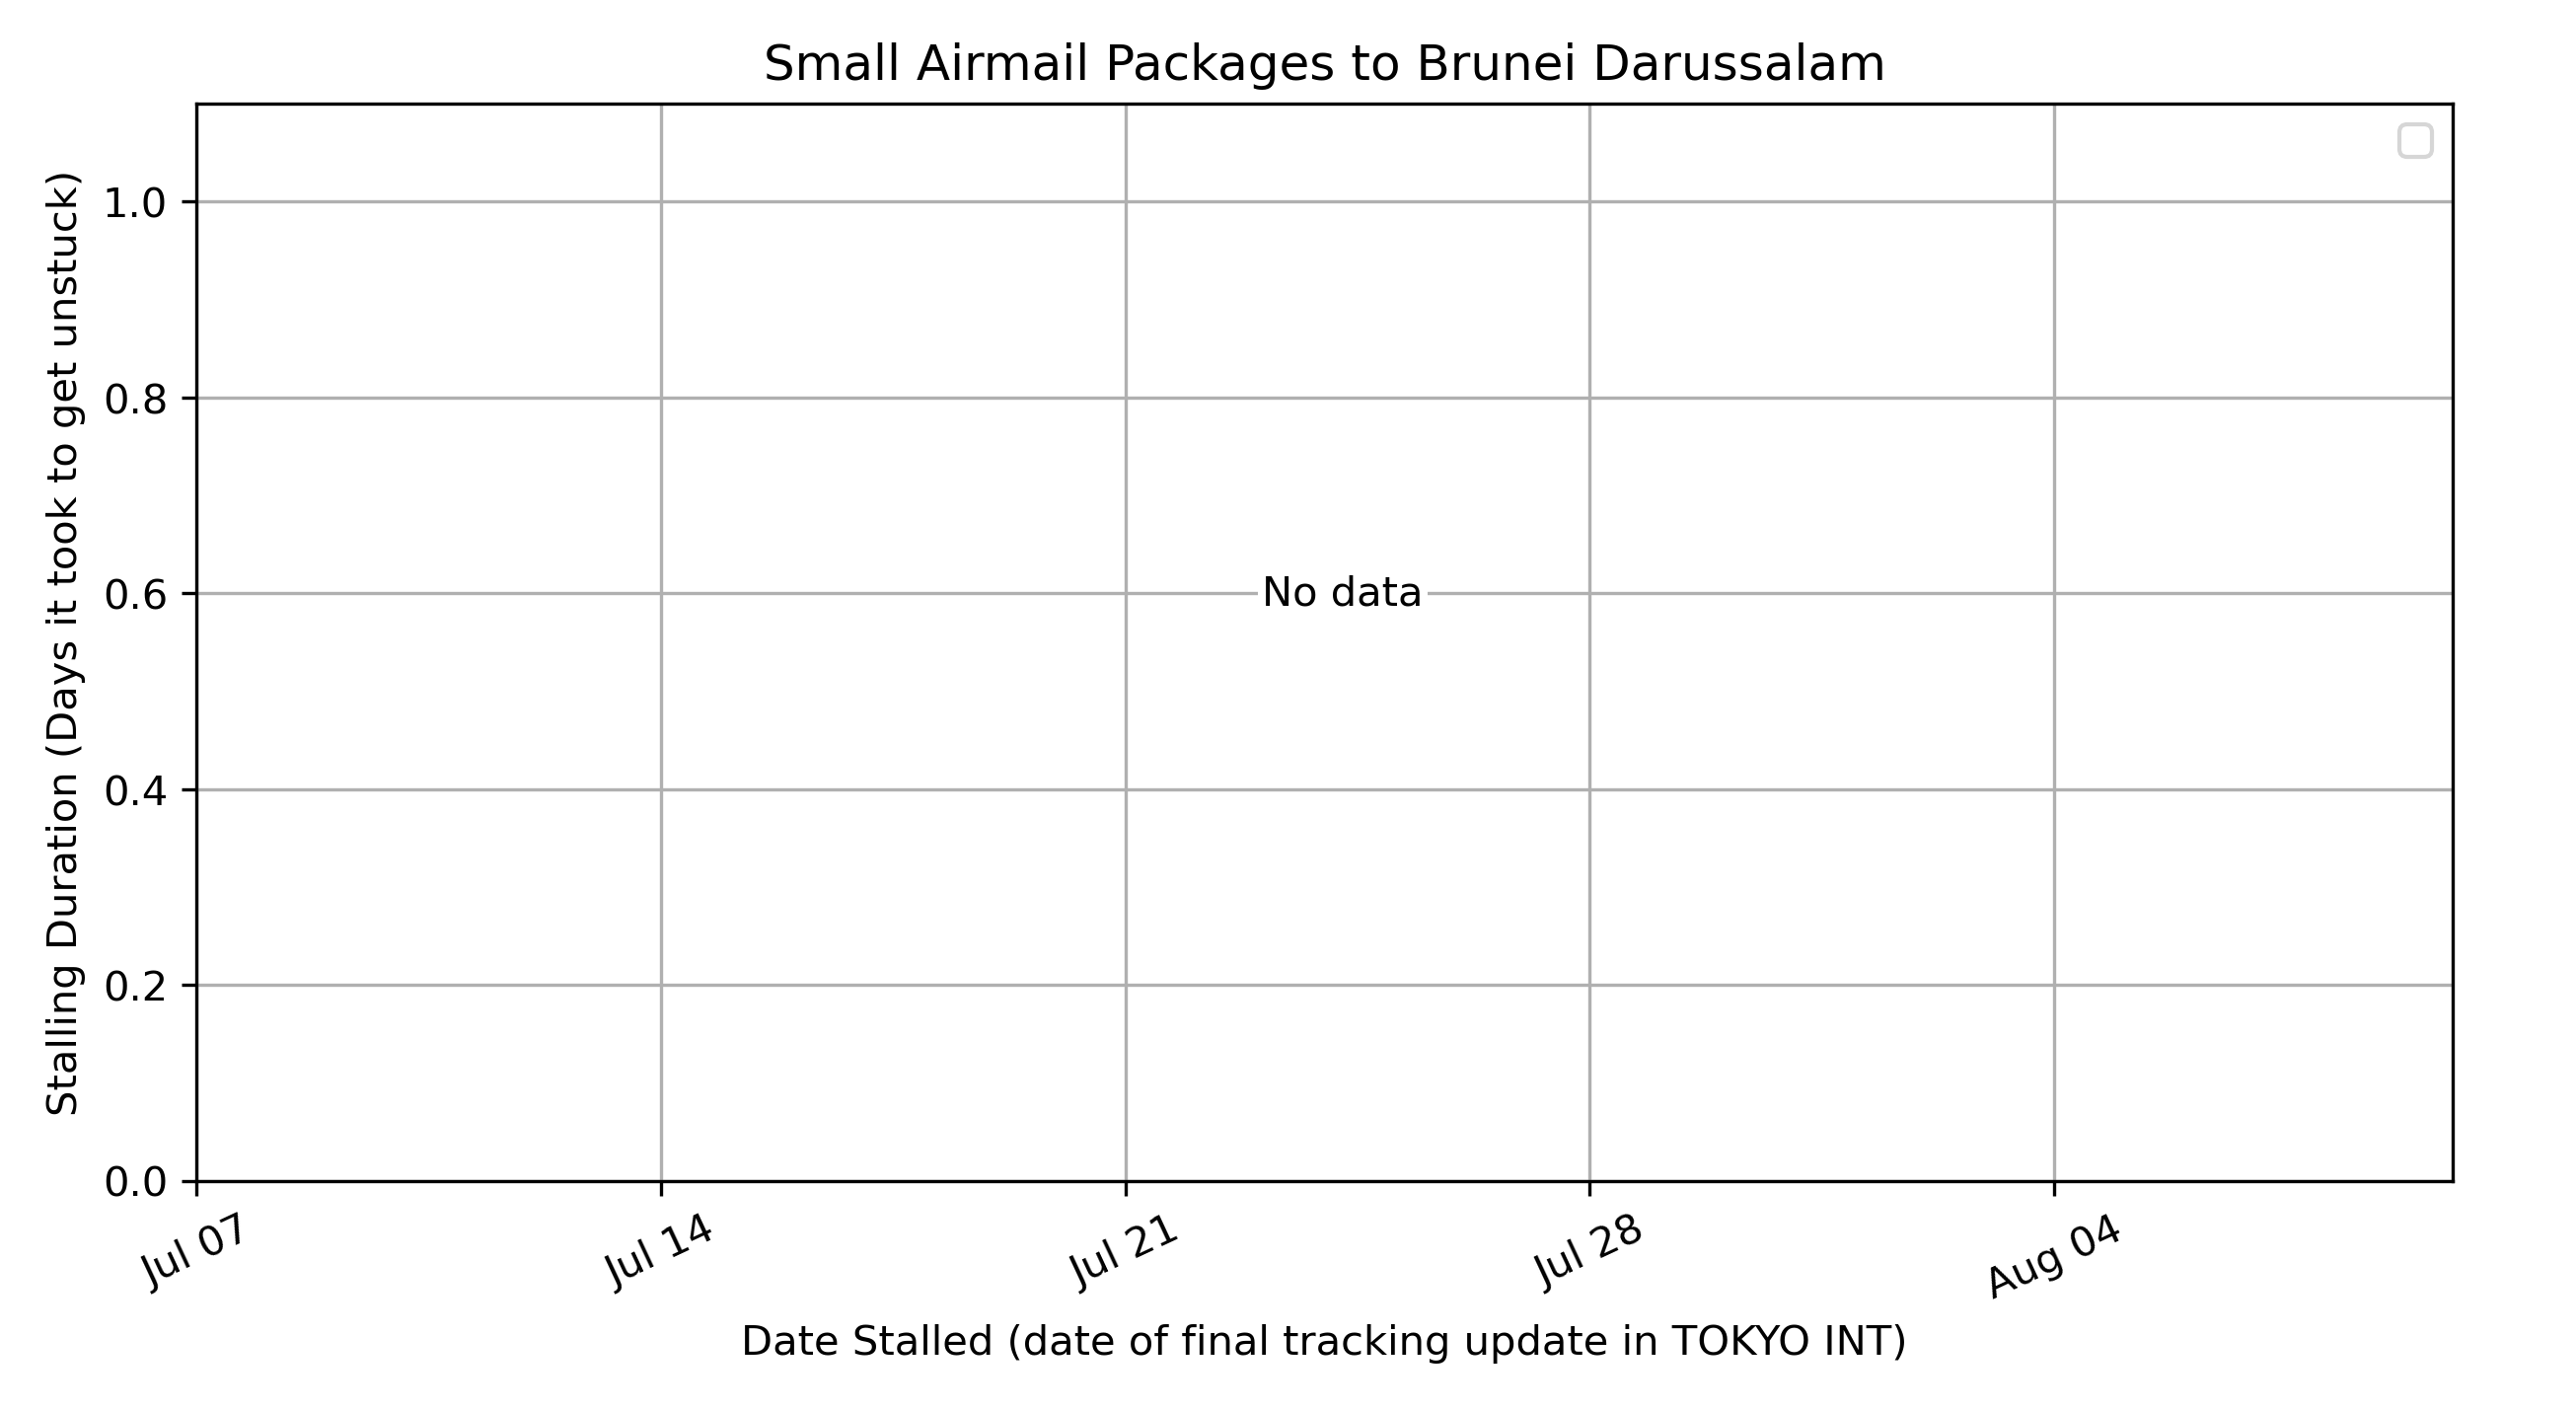 Small Airmail Packages to Brunei Darussalam
Stalling Duration (Days it took to get unstuck)
1.0
0.8
0.6
0.4
0.2
0.0
No data
Jul 07
Jul 14
Jul 21
Jul 28
Aug 04
Date Stalled (date of final tracking update in TOKYO INT)